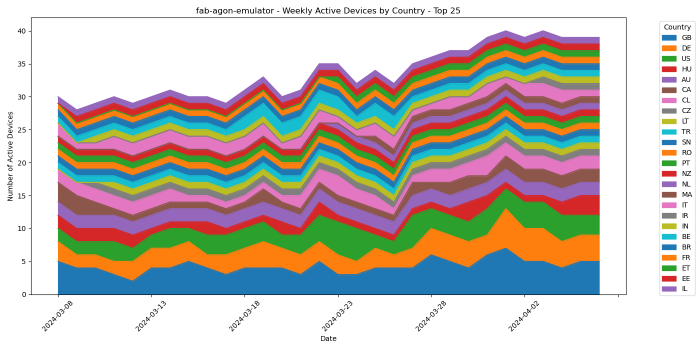 fab-agon-emulator - Weekly Active Devices by Country - Top 25
Number of Active Devices
40
35
30
25
20
15
10
5
0
2024-03-08
2024-03-13
2024-03-18
2024-03-23
2024-03-28
2024-04-02
Date
Country
GB
DE
US
HU
AU
CA
CL
CZ
LT
TR
SN
RO
PT
NZ
NL
MA
IT
IR
IN
BE
BR
FR
ET
EE
IL